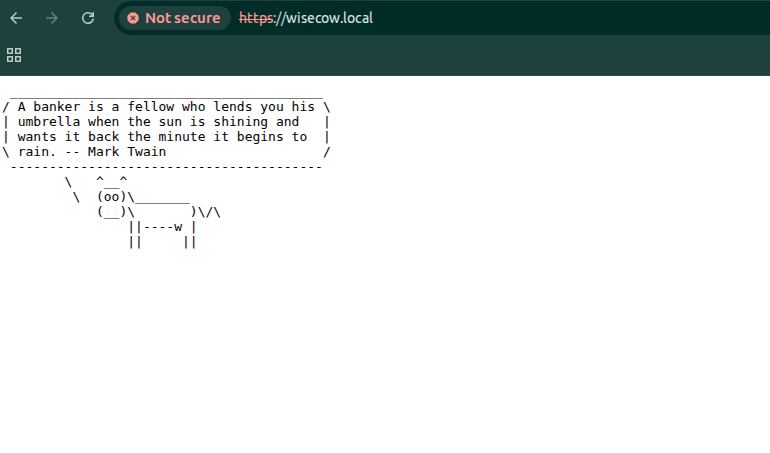 Not secure https://wisecow.local
 ________________________________________
/ A banker is a fellow who lends you his \
| umbrella when the sun is shining and   |
| wants it back the minute it begins to  |
\ rain. -- Mark Twain                    /
 ----------------------------------------
        \   ^__^
         \  (oo)\_______
            (__)\       )\/\
                ||----w |
                ||     ||